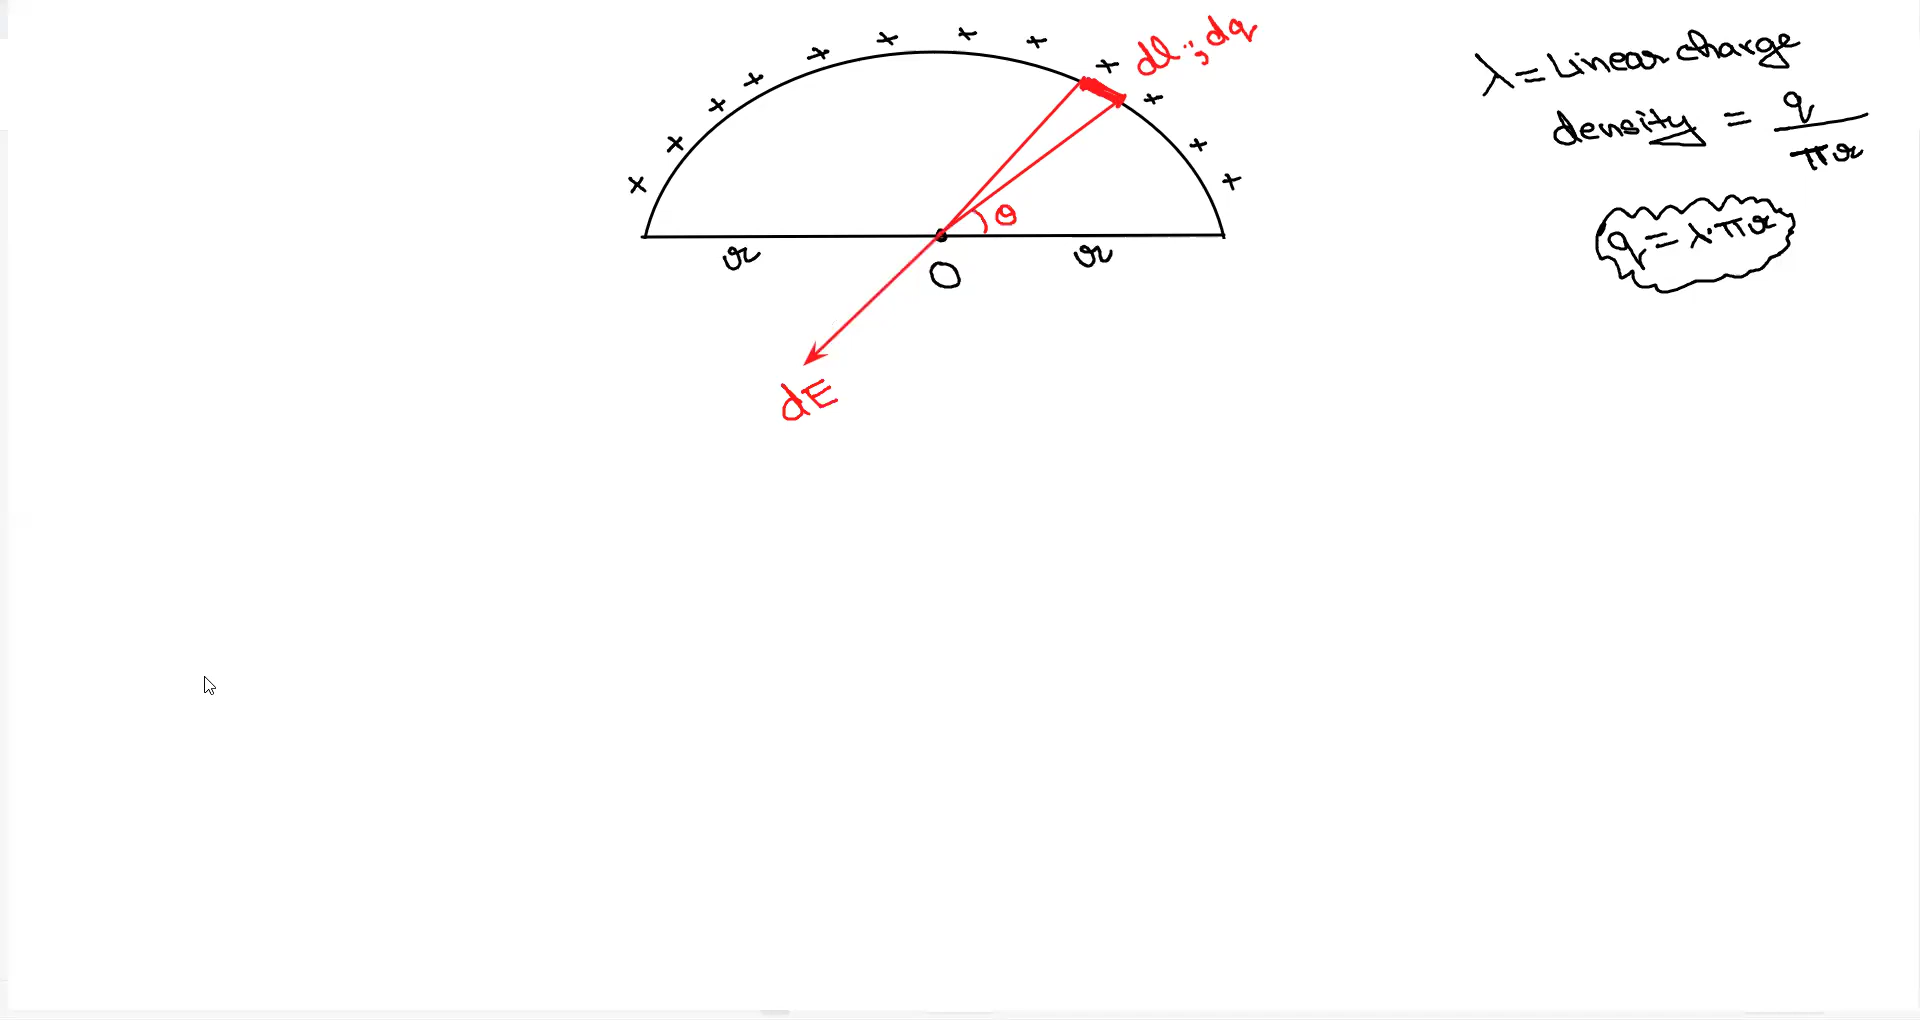 dl ; dq
λ = Linear charge
density = q/πr
q = λ·πr
θ
r O r
dE